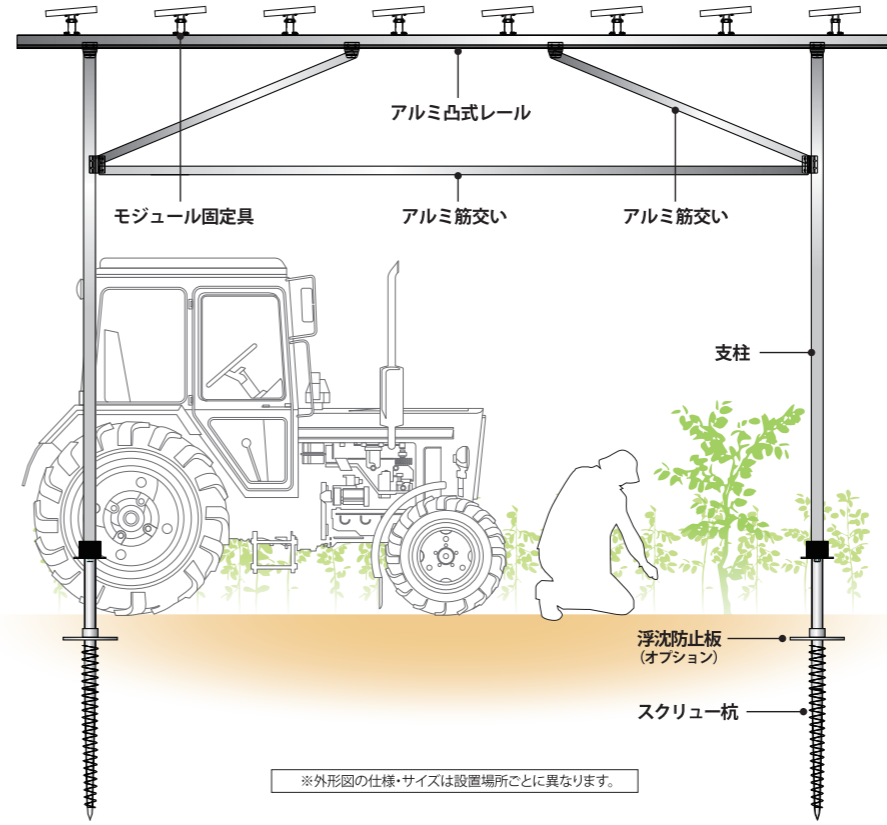 アルミ凸式レール
モジュール固定具
アルミ筋交い
アルミ筋交い
支柱
浮沈防止板
(オプション)
スクリュー杭
※外形図の仕様・サイズは設置場所ごとに異なります。